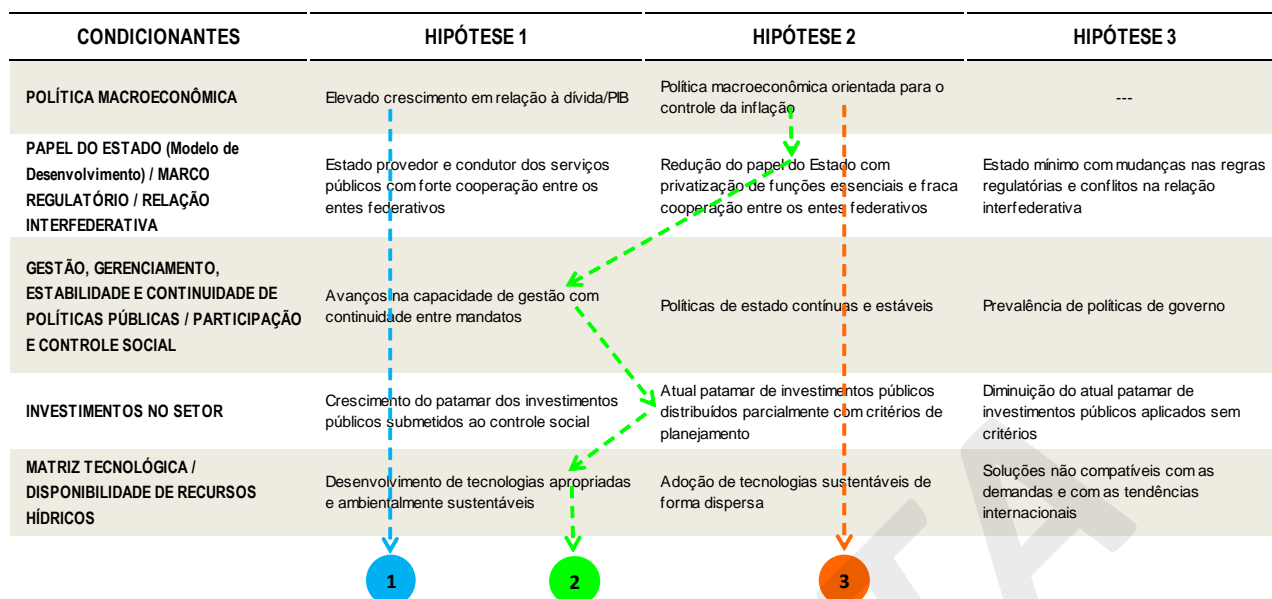 CONDICIONANTES
HIPÓTESE 1
HIPÓTESE 2
HIPÓTESE 3
POLÍTICA MACROECONÔMICA
Elevado crescimento em relação à dívida/PIB
Política macroeconômica orientada para o
controle da inflação
---
PAPEL DO ESTADO (Modelo de
Desenvolvimento) / MARCO
REGULATÓRIO / RELAÇÃO
INTERFEDERATIVA
Estado provedor e condutor dos serviços
públicos com forte cooperação entre os
entes federativos
Redução do papel do Estado com
privatização de funções essenciais e fraca
cooperação entre os entes federativos
Estado mínimo com mudanças nas regras
regulatórias e conflitos na relação
interfederativa
GESTÃO, GERENCIAMENTO,
ESTABILIDADE E CONTINUIDADE DE
POLÍTICAS PÚBLICAS / PARTICIPAÇÃO
E CONTROLE SOCIAL
Avanços na capacidade de gestão com
continuidade entre mandatos
Políticas de estado contínuas e estáveis
Prevalência de políticas de governo
INVESTIMENTOS NO SETOR
Crescimento do patamar dos investimentos
públicos submetidos ao controle social
Atual patamar de investimentos públicos
distribuídos parcialmente com critérios de
planejamento
Diminuição do atual patamar de
investimentos públicos aplicados sem
critérios
MATRIZ TECNOLÓGICA /
DISPONIBILIDADE DE RECURSOS
HÍDRICOS
Desenvolvimento de tecnologias apropriadas
e ambientalmente sustentáveis
Adoção de tecnologias sustentáveis de
forma dispersa
Soluções não compatíveis com as
demandas e com as tendências
internacionais
1
2
3
TA